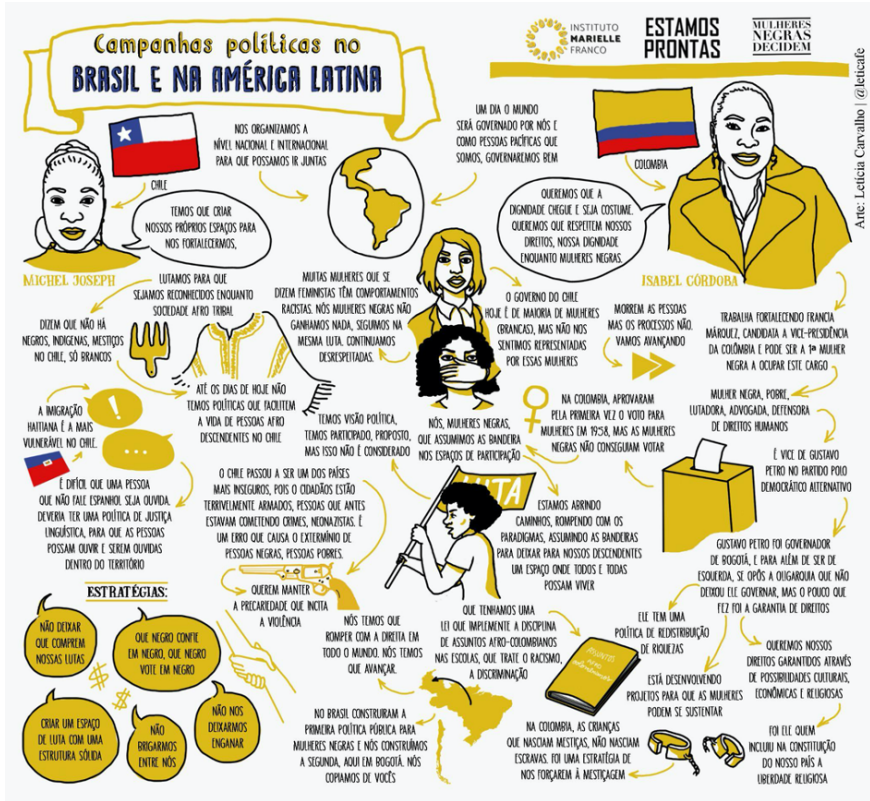 Campanhas políticas no
BRASIL E NA AMÉRICA LATINA
INSTITUTO
MARIELLE
FRANCO
ESTAMOS
PRONTAS
MULHERES
NEGRAS
DECIDEM
Arte: Letícia Carvalho | @leticafe
CHILE
NOS ORGANIZAMOS A
NÍVEL NACIONAL E INTERNACIONAL
PARA QUE POSSAMOS IR JUNTAS
UM DIA O MUNDO
SERÁ GOVERNADO POR NÓS E
COMO PESSOAS PACÍFICAS QUE
SOMOS, GOVERNAREMOS BEM
COLOMBIA
TEMOS QUE CRIAR
NOSSOS PRÓPRIOS ESPAÇOS PARA
NOS FORTALECERMOS,
QUEREMOS QUE A
DIGNIDADE CHEGUE E SEJA COSTUME.
QUEREMOS QUE RESPEITEM NOSSOS
DIREITOS, NOSSA DIGNIDADE
ENQUANTO MULHERES NEGRAS.
MICHEL JOSEPH
ISABEL CÓRDOBA
LUTAMOS PARA QUE
SEJAMOS RECONHECIDOS ENQUANTO
SOCIEDADE AFRO TRIBAL
DIZEM QUE NÃO HÁ
NEGROS, INDIGENAS, MESTIÇOS
NO CHILE, SÓ BRANCOS
MUITAS MULHERES QUE SE
DIZEM FEMINISTAS TÊM COMPORTAMENTOS
RACISTAS. NÓS MULHERES NEGRAS NÃO
GANHAMOS NADA, SEGUIMOS NA
MESMA LUTA. CONTINUAMOS
DESRESPEITADAS.
O GOVERNO DO CHILE
HOJE É DE MAIORIA DE MULHERES
(BRANCAS), MAS NÃO NOS
SENTIMOS REPRESENTADAS
POR ESSAS MULHERES
MORREM AS PESSOAS
MAS OS PROCESSOS NÃO.
VAMOS AVANÇANDO
TRABALHA FORTALECENDO FRANCIA
MÁRQUEZ, CANDIDATA A VICE-PRESIDÊNCIA
DA COLÔMBIA E PODE SER A 1ª MULHER
NEGRA A OCUPAR ESTE CARGO
A IMIGRAÇÃO
HAITIANA É A MAIS
VULNERÁVEL NO CHILE.
!
...
ATÉ OS DIAS DE HOJE NÃO
TEMOS POLÍTICAS QUE FACILITEM
A VIDA DE PESSOAS AFRO
DESCENDENTES NO CHILE
TEMOS VISÃO POLÍTICA,
TEMOS PARTICIPADO, PROPOSTO,
MAS ISSO NÃO É CONSIDERADO
NÓS, MULHERES NEGRAS,
QUE ASSUMIMOS AS BANDEIRA
NOS ESPAÇOS DE PARTICIPAÇÃO
NA COLÔMBIA, APROVARAM
PELA PRIMEIRA VEZ O VOTO PARA
MULHERES EM 1958, MAS AS MULHERES
NEGRAS NÃO CONSEGUIAM VOTAR
MULHER NEGRA, POBRE,
LUTADORA, ADVOGADA, DEFENSORA
DE DIREITOS HUMANOS
É VICE DE GUSTAVO
PETRO NO PARTIDO POLO
DEMOCRÁTICO ALTERNATIVO
É DIFÍCIL QUE UMA PESSOA
QUE NÃO FALE ESPANHOL SEJA OUVIDA.
DEVERIA TER UMA POLÍTICA DE JUSTIÇA
LINGUÍSTICA, PARA QUE AS PESSOAS
POSSAM OUVIR E SEREM OUVIDAS
DENTRO DO TERRITÓRIO
O CHILE PASSOU A SER UM DOS PAÍSES
MAIS INSEGUROS, POIS O CIDADÃOS ESTÃO
TERRIVELMENTE ARMADOS, PESSOAS QUE ANTES
ESTAVAM COMETENDO CRIMES, NEONAZISTAS. É
UM ERRO QUE CAUSA O EXTERMÍNIO DE
PESSOAS NEGRAS, PESSOAS POBRES.
LUTA
ESTAMOS ABRINDO
CAMINHOS, ROMPENDO COM OS
PARADIGMAS, ASSUMINDO AS BANDEIRAS
PARA DEIXAR PARA NOSSOS DESCENDENTES
UM ESPAÇO ONDE TODOS E TODAS
POSSAM VIVER
GUSTAVO PETRO FOI GOVERNADOR
DE BOGOTÁ, E PARA ALÉM DE SER DE
ESQUERDA, SE OPÔS A OLIGARQUIA QUE NÃO
DEIXOU ELE GOVERNAR, MAS O POUCO QUE
FEZ FOI A GARANTIA DE DIREITOS
QUEREM MANTER
A PRECARIEDADE QUE INCITA
A VIOLÊNCIA
ESTRATÉGIAS:
NÃO DEIXAR
QUE COMPREM
NOSSAS LUTAS
QUE NEGRO CONFIE
EM NEGRO, QUE NEGRO
VOTE EM NEGRO
$
$
CRIAR UM ESPAÇO
DE LUTA COM UMA
ESTRUTURA SÓLIDA
NÃO
BRIGARMOS
ENTRE NÓS
NÃO NOS
DEIXARMOS
ENGANAR
NÓS TEMOS QUE
ROMPER COM A DIREITA EM
TODO O MUNDO. NÓS TEMOS
QUE AVANÇAR.
QUE TENHAMOS UMA
LEI QUE IMPLEMENTE A DISCIPLINA
DE ASSUNTOS AFRO-COLOMBIANOS
NAS ESCOLAS, QUE TRATE O RACISMO,
A DISCRIMINAÇÃO
ASSUNTOS
AFRO
COLOMBIANOS
ELE TEM UMA
POLÍTICA DE REDISTRIBUIÇÃO
DE RIQUEZAS
ESTÁ DESENVOLVENDO
PROJETOS PARA QUE AS MULHERES
PODEM SE SUSTENTAR
QUEREMOS NOSSOS
DIREITOS GARANTIDOS ATRAVÉS
DE POSSIBILIDADES CULTURAIS,
ECONÔMICAS E RELIGIOSAS
NO BRASIL CONSTRUIRAM A
PRIMEIRA POLÍTICA PÚBLICA PARA
MULHERES NEGRAS E NÓS CONSTRUÍMOS
A SEGUNDA, AQUI EM BOGOTÁ. NÓS
COPIAMOS DE VOCÊS
NA COLÔMBIA, AS CRIANÇAS
QUE NASCIAM MESTIÇAS, NÃO NASCIAM
ESCRAVAS. FOI UMA ESTRATÉGIA DE
NOS FORÇAREM À MESTIÇAGEM
FOI ELE QUEM
INCLUIU NA CONSTITUIÇÃO
DO NOSSO PAÍS A
LIBERDADE RELIGIOSA